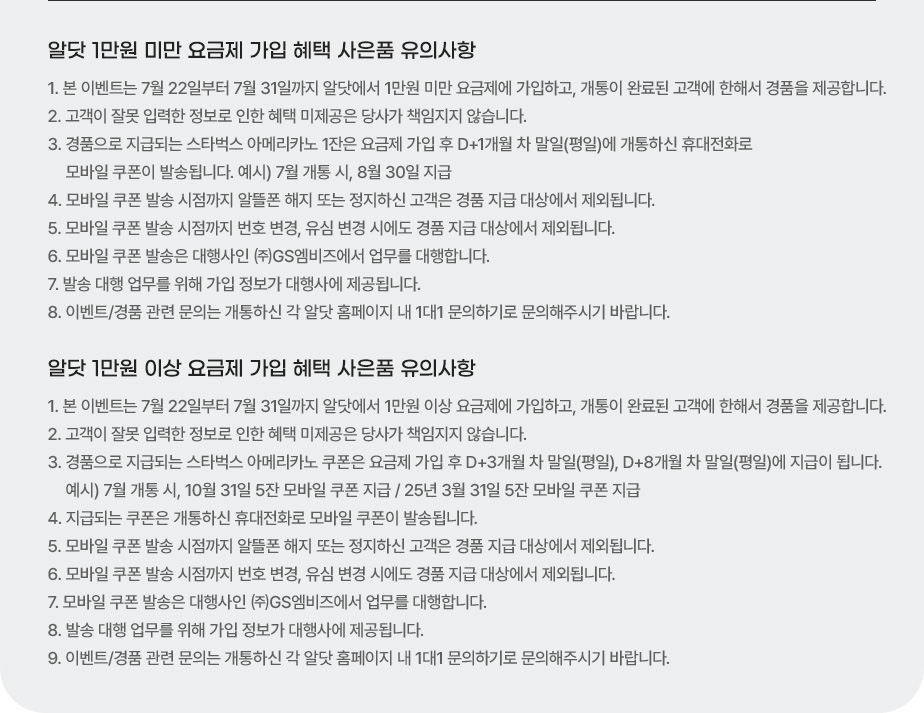 알닷 1만원 미만 요금제 가입 혜택 사은품 유의사항
1. 본 이벤트는 7월 22일부터 7월 31일까지 알닷에서 1만원 미만 요금제에 가입하고, 개통이 완료된 고객에 한해서 경품을 제공합니다.
2. 고객이 잘못 입력한 정보로 인한 혜택 미제공은 당사가 책임지지 않습니다.
3. 경품으로 지급되는 스타벅스 아메리카노 1잔은 요금제 가입 후 D+1개월 차 말일(평일)에 개통하신 휴대전화로
모바일 쿠폰이 발송됩니다. 예시) 7월 개통 시, 8월 30일 지급
4. 모바일 쿠폰 발송 시점까지 알뜰폰 해지 또는 정지하신 고객은 경품 지급 대상에서 제외됩니다.
5. 모바일 쿠폰 발송 시점까지 번호 변경, 유심 변경 시에도 경품 지급 대상에서 제외됩니다.
6. 모바일 쿠폰 발송은 대행사인 ㈜GS엠비즈에서 업무를 대행합니다.
7. 발송 대행 업무를 위해 가입 정보가 대행사에 제공됩니다.
8. 이벤트/경품 관련 문의는 개통하신 각 알닷 홈페이지 내 1대1 문의하기로 문의해주시기 바랍니다.
알닷 1만원 이상 요금제 가입 혜택 사은품 유의사항
1. 본 이벤트는 7월 22일부터 7월 31일까지 알닷에서 1만원 이상 요금제에 가입하고, 개통이 완료된 고객에 한해서 경품을 제공합니다.
2. 고객이 잘못 입력한 정보로 인한 혜택 미제공은 당사가 책임지지 않습니다.
3. 경품으로 지급되는 스타벅스 아메리카노 쿠폰은 요금제 가입 후 D+3개월 차 말일(평일), D+8개월 차 말일(평일)에 지급이 됩니다.
예시) 7월 개통 시, 10월 31일 5잔 모바일 쿠폰 지급 / 25년 3월 31일 5잔 모바일 쿠폰 지급
4. 지급되는 쿠폰은 개통하신 휴대전화로 모바일 쿠폰이 발송됩니다.
5. 모바일 쿠폰 발송 시점까지 알뜰폰 해지 또는 정지하신 고객은 경품 지급 대상에서 제외됩니다.
6. 모바일 쿠폰 발송 시점까지 번호 변경, 유심 변경 시에도 경품 지급 대상에서 제외됩니다.
7. 모바일 쿠폰 발송은 대행사인 ㈜GS엠비즈에서 업무를 대행합니다.
8. 발송 대행 업무를 위해 가입 정보가 대행사에 제공됩니다.
9. 이벤트/경품 관련 문의는 개통하신 각 알닷 홈페이지 내 1대1 문의하기로 문의해주시기 바랍니다.